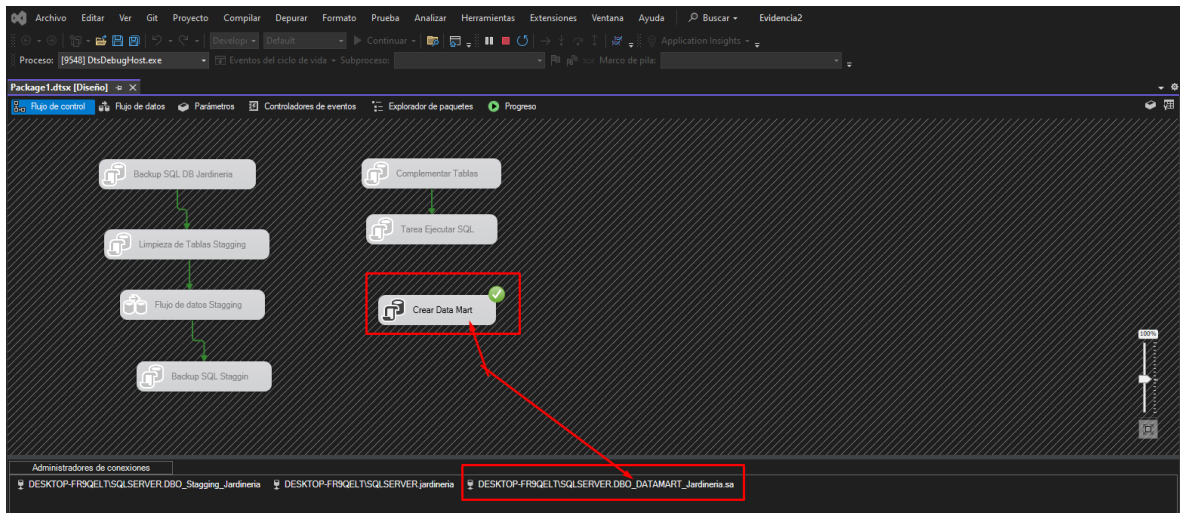 Archivo Editar Ver Git Proyecto Compilar Depurar Formato Prueba Analizar Herramientas Extensiones Ventana Ayuda Buscar Evidencia2
Develop Default Continuar Application Insights
Proceso: [9548] DtsDebugHost.exe Eventos del ciclo de vida Subproceso: Marco de pila:
Package1.dtsx [Diseño]
Flujo de control Flujo de datos Parámetros Controladores de eventos Explorador de paquetes Progreso
Backup SQL DB Jardineria Complementar Tablas
Limpieza de Tablas Stagging Tarea Ejecutar SQL
Flujo de datos Stagging Crear Data Mart
100%
Backup SQL Staggin
Administradores de conexiones
DESKTOP-FR9QELT\SQLSERVER.DBO_Stagging_Jardineria DESKTOP-FR9QELT\SQLSERVER.jardineria DESKTOP-FR9QELT\SQLSERVER.DBO_DATAMART_Jardineria.sa